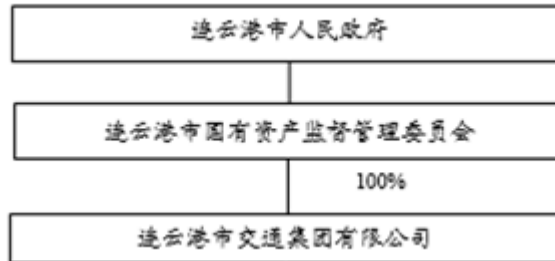 连云港市人民政府
连云港市国有资产监督管理委员会
100%
连云港市交通集团有限公司